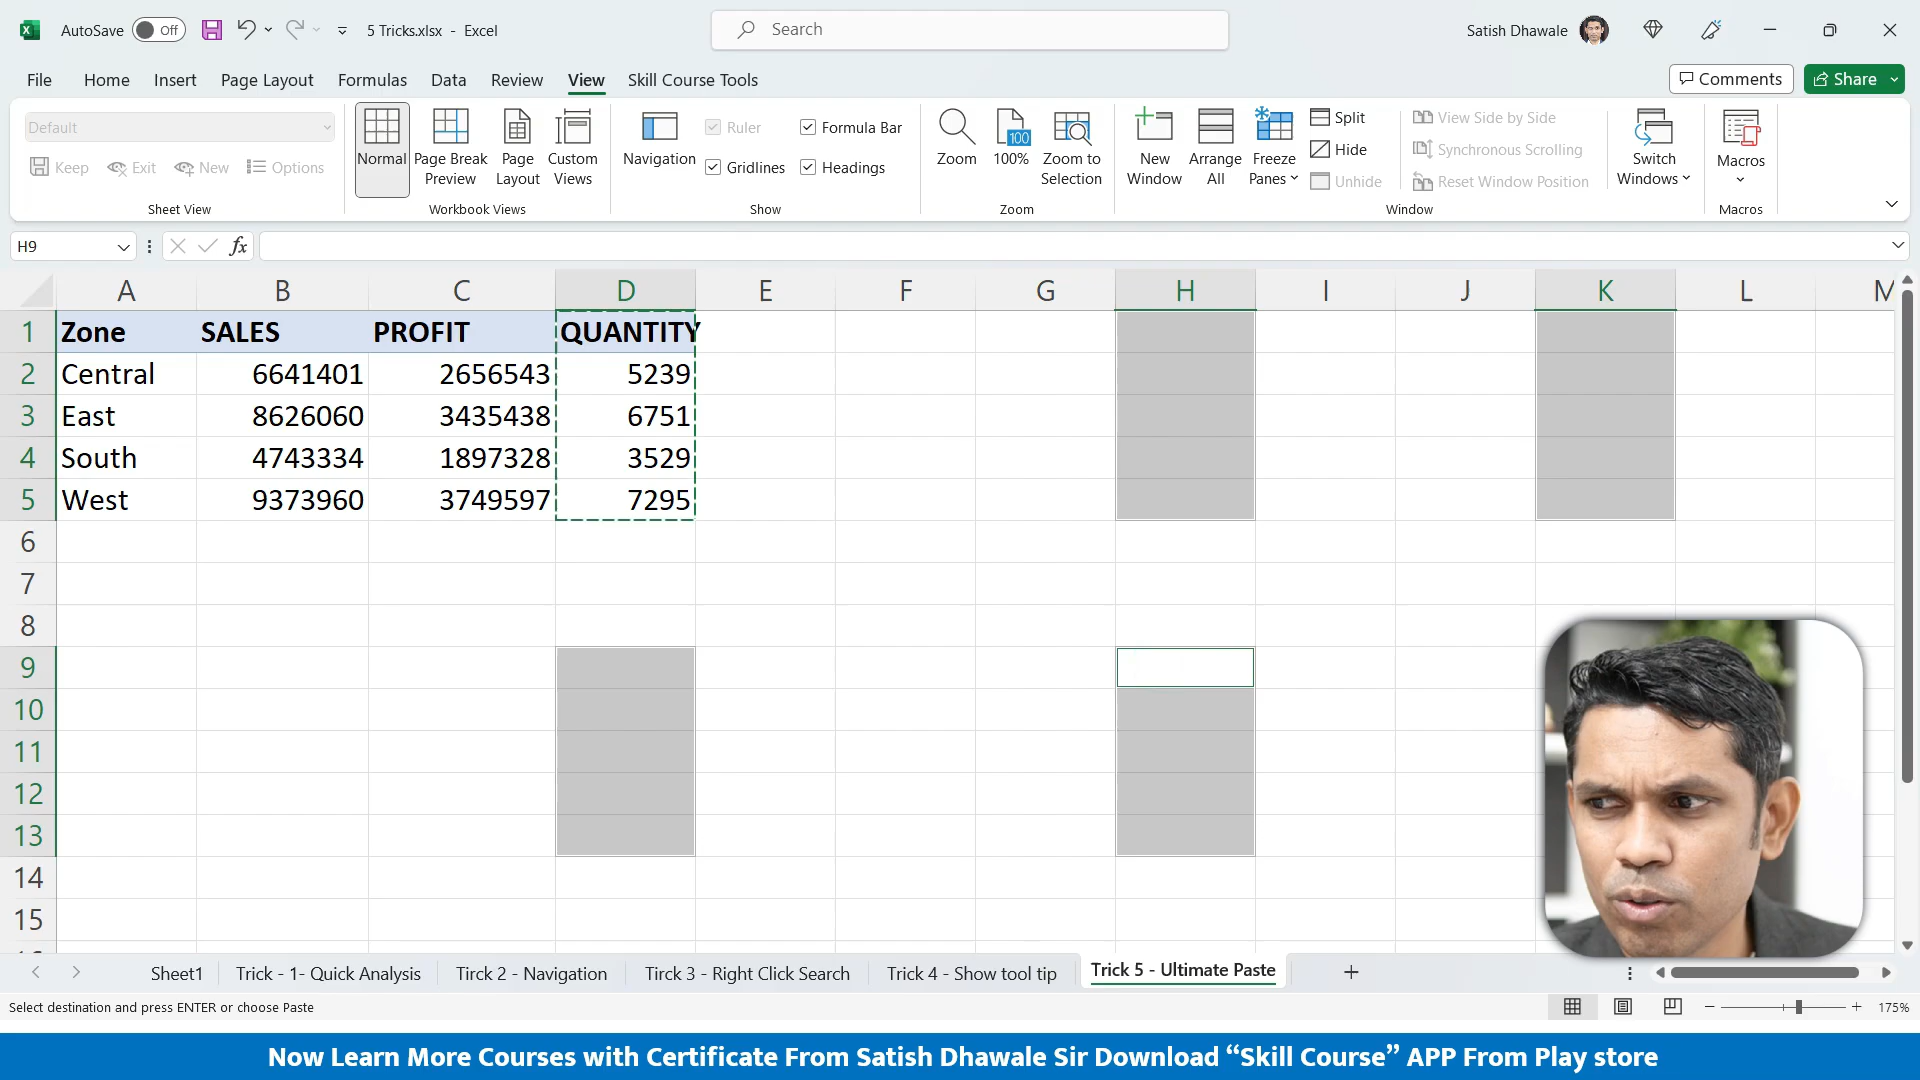 AutoSave Off 5 Tricks.xlsx - Excel Search Satish Dhawale
File Home Insert Page Layout Formulas Data Review View Skill Course Tools Comments Share
Default
Keep Exit New Options
Sheet View
Normal Page Break Preview Page Layout Custom Views
Workbook Views
Navigation Ruler Formula Bar
Gridlines Headings
Show
Zoom 100 100% Zoom to Selection
Zoom
New Window Arrange All Freeze Panes Split View Side by Side Switch Windows
Hide Synchronous Scrolling
Unhide Reset Window Position
Window
Macros
Macros
H9 fx
A B C D E F G H I J K L M
1 Zone SALES PROFIT QUANTITY
2 Central 6641401 2656543 5239
3 East 8626060 3435438 6751
4 South 4743334 1897328 3529
5 West 9373960 3749597 7295
6
7
8
9
10
11
12
13
14
15
Sheet1 Trick - 1- Quick Analysis Tirck 2 - Navigation Tirck 3 - Right Click Search Trick 4 - Show tool tip Trick 5 - Ultimate Paste
Select destination and press ENTER or choose Paste 175%
Now Learn More Courses with Certificate From Satish Dhawale Sir Download “Skill Course” APP From Play store